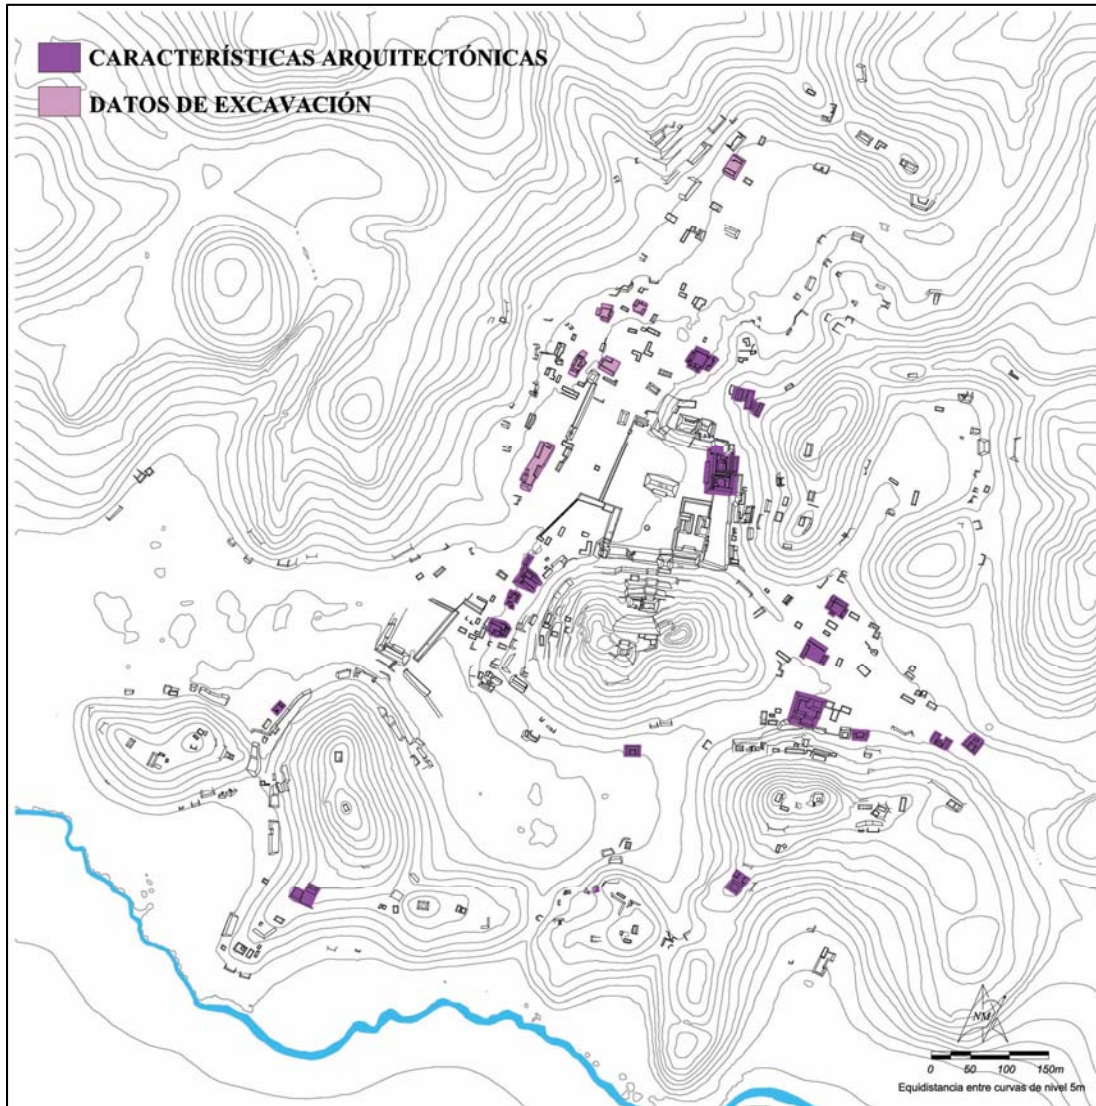 CARACTERÍSTICAS ARQUITECTÓNICAS
DATOS DE EXCAVACIÓN
NM
0 50 100 150m
Equidistancia entre curvas de nivel 5m